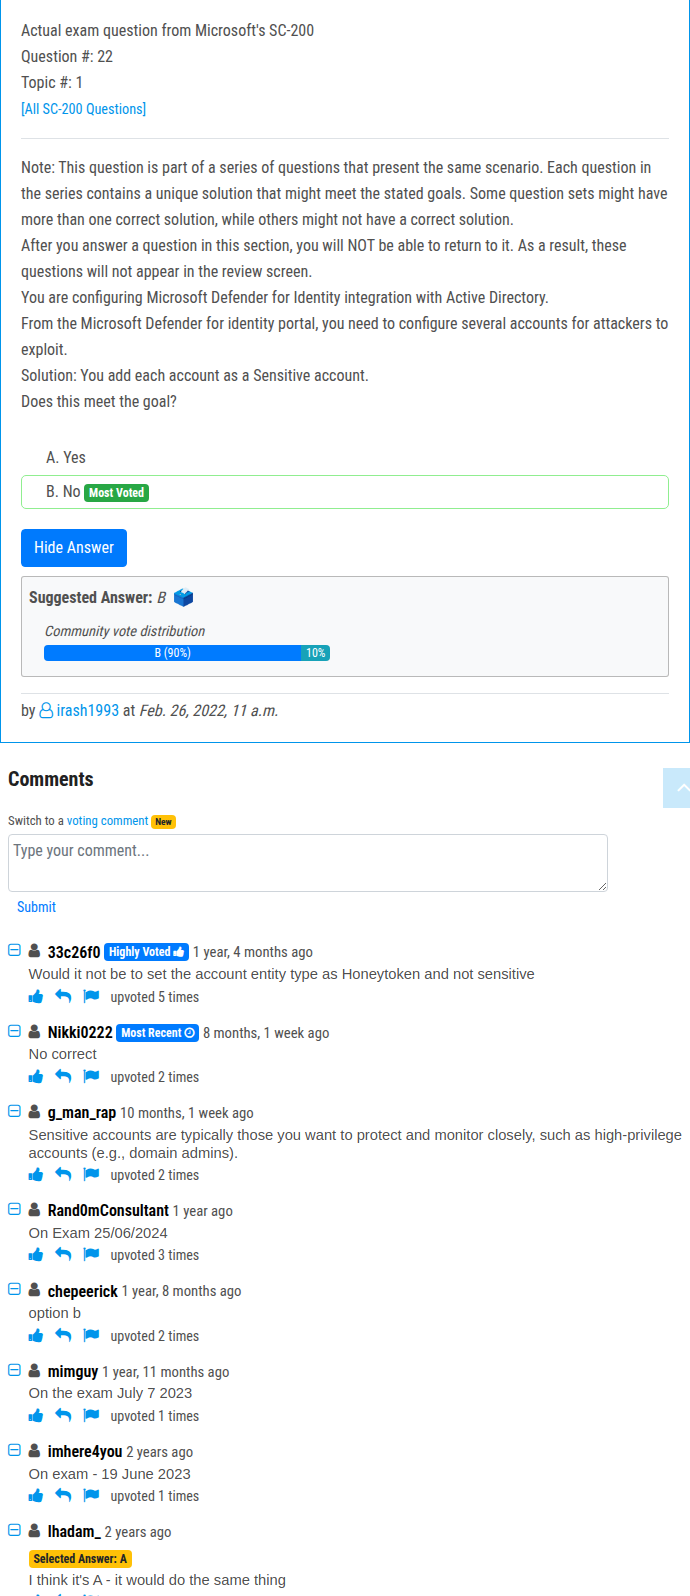 Actual exam question from Microsoft's SC-200
Question #: 22
Topic #: 1
[All SC-200 Questions]
Note: This question is part of a series of questions that present the same scenario. Each question in
the series contains a unique solution that might meet the stated goals. Some question sets might have
more than one correct solution, while others might not have a correct solution.
After you answer a question in this section, you will NOT be able to return to it. As a result, these
questions will not appear in the review screen.
You are configuring Microsoft Defender for Identity integration with Active Directory.
From the Microsoft Defender for identity portal, you need to configure several accounts for attackers to
exploit.
Solution: You add each account as a Sensitive account.
Does this meet the goal?
A. Yes
B. No Most Voted
Hide Answer
Suggested Answer: B
Community vote distribution
B (90%) 10%
by irash1993 at Feb. 26, 2022, 11 a.m.
Comments
Switch to a voting comment New
Type your comment...
Submit
33c26f0 Highly Voted 1 year, 4 months ago
Would it not be to set the account entity type as Honeytoken and not sensitive
upvoted 5 times
Nikki0222 Most Recent 8 months, 1 week ago
No correct
upvoted 2 times
g_man_rap 10 months, 1 week ago
Sensitive accounts are typically those you want to protect and monitor closely, such as high-privilege
accounts (e.g., domain admins).
upvoted 2 times
Rand0mConsultant 1 year ago
On Exam 25/06/2024
upvoted 3 times
chepeerick 1 year, 8 months ago
option b
upvoted 2 times
mimguy 1 year, 11 months ago
On the exam July 7 2023
upvoted 1 times
imhere4you 2 years ago
On exam - 19 June 2023
upvoted 1 times
lhadam_ 2 years ago
Selected Answer: A
I think it's A - it would do the same thing